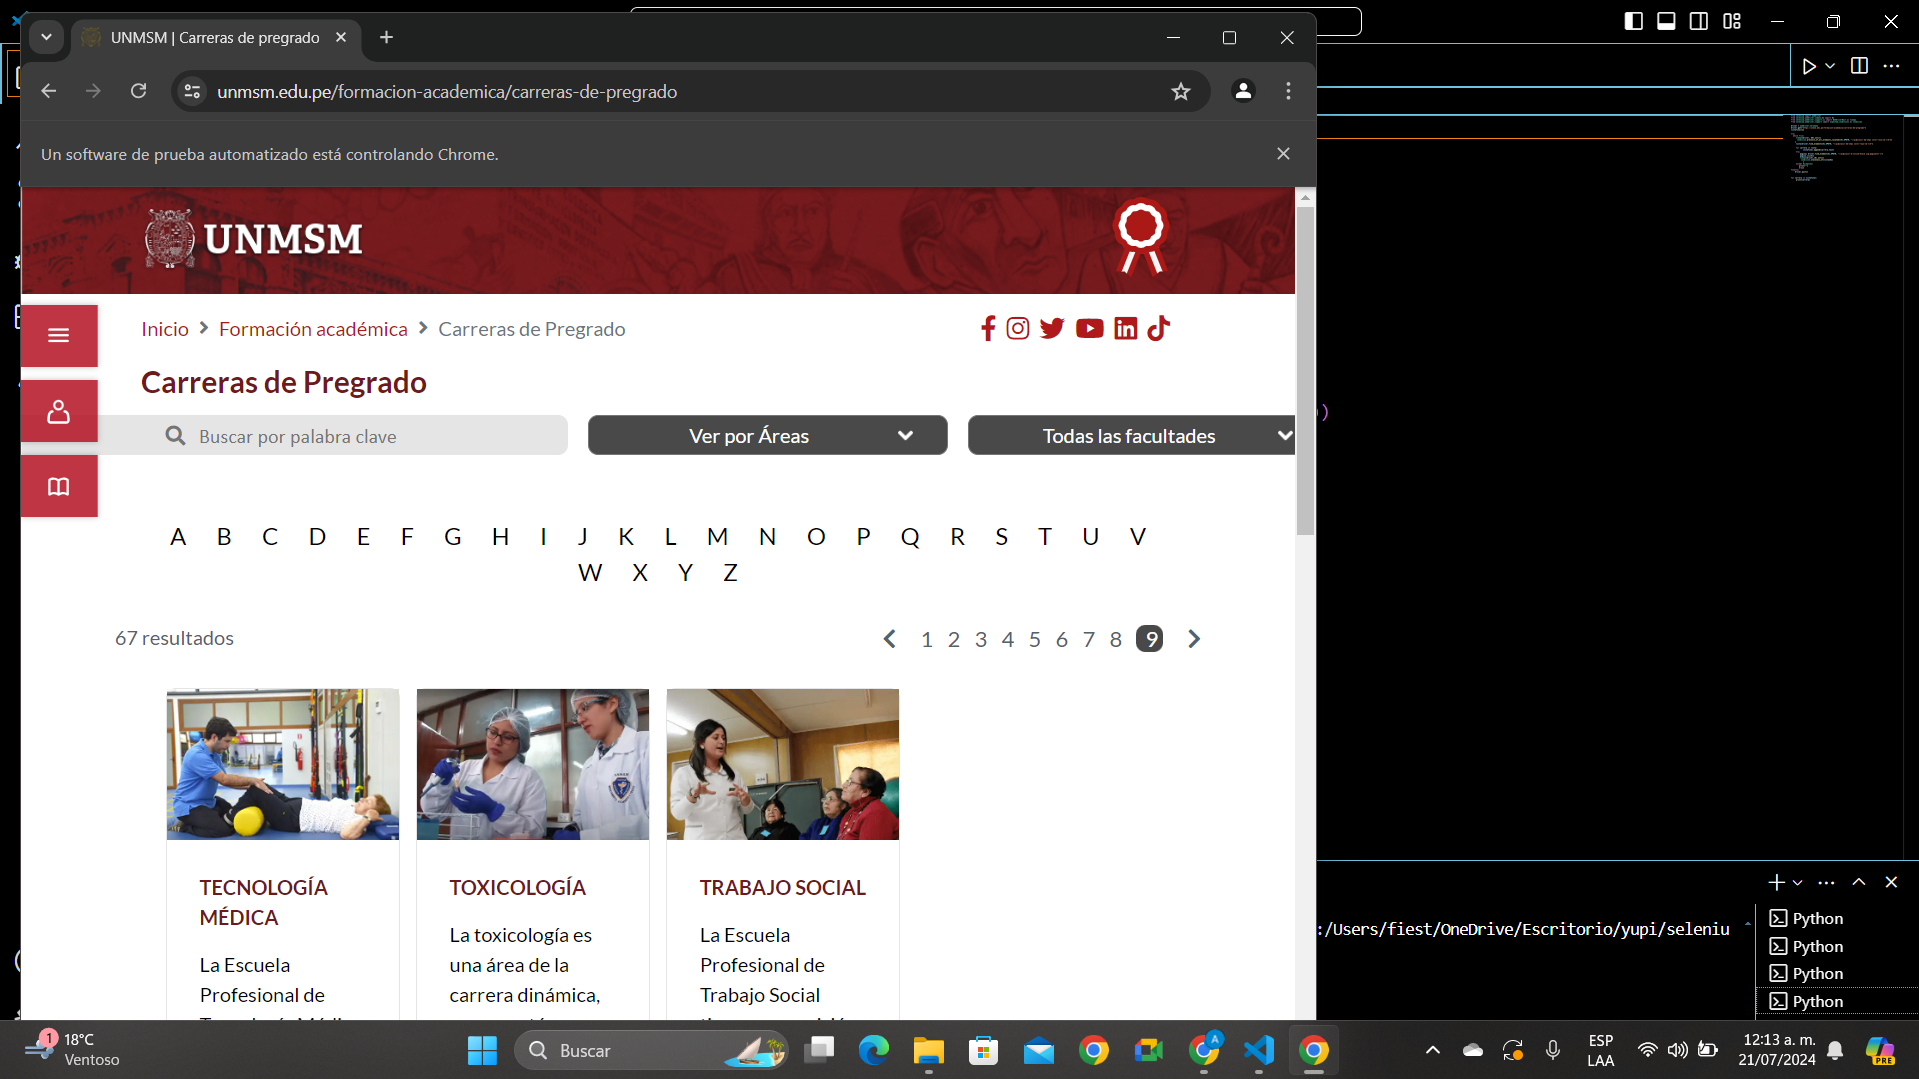 UNMSM | Carreras de pregrado
unmsm.edu.pe/formacion-academica/carreras-de-pregrado
Un software de prueba automatizado está controlando Chrome.
UNMSM
Inicio Formación académica Carreras de Pregrado
Carreras de Pregrado
Buscar por palabra clave
Ver por Áreas
Todas las facultades
A B C D E F G H I J K L M N O P Q R S T U V
W X Y Z
67 resultados
1 2 3 4 5 6 7 8 9
TECNOLOGÍA
MÉDICA
La Escuela
Profesional de
TOXICOLOGÍA
La toxicología es
una área de la
carrera dinámica,
TRABAJO SOCIAL
La Escuela
Profesional de
Trabajo Social
)
:/Users/fiest/OneDrive/Escritorio/yupi/seleniu
Python
Python
Python
Python
1
18°C
Ventoso
Buscar
A
ESP
LAA
12:13 a. m.
21/07/2024
PRE